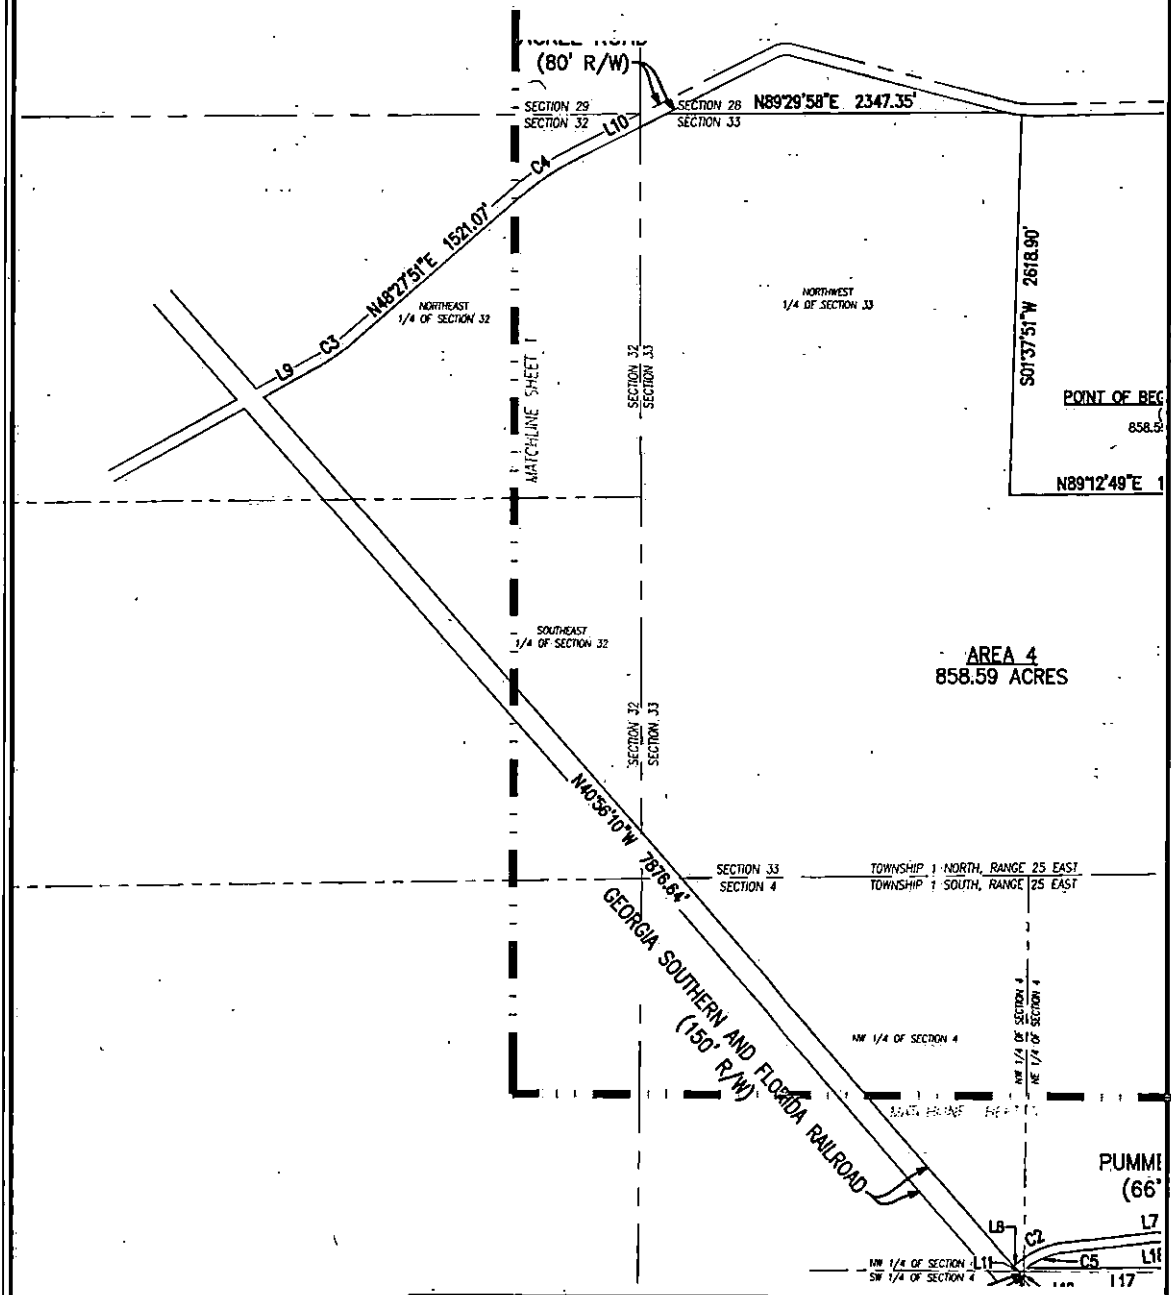 (80' R/W)
SECTION 29
SECTION 32
SECTION 28
SECTION 33
N89°29'58"E 2347.35'
L10
C4
N48°27'51"E 1521.07'
S01°37'51"W 2618.90'
NORTHEAST
1/4 OF SECTION 32
NORTHWEST
1/4 OF SECTION 33
C3
L9
MATCHLINE SHEET 1
SECTION 32
SECTION 33
POINT OF BEG
(
858.5
N89°12'49"E 1
SOUTHEAST
1/4 OF SECTION 32
AREA 4
858.59 ACRES
SECTION 32
SECTION 33
N40°56'10"W 7876.64'
SECTION 33
SECTION 4
TOWNSHIP 1 NORTH, RANGE 25 EAST
TOWNSHIP 1 SOUTH, RANGE 25 EAST
GEORGIA SOUTHERN AND FLORIDA RAILROAD
(150' R/W)
NW 1/4 OF SECTION 4
NW 1/4 OF SECTION 4
NE 1/4 OF SECTION 4
PUMME
(66'
L8
C2
L7
L11
C5
NW 1/4 OF SECTION 4
SW 1/4 OF SECTION 4
L17